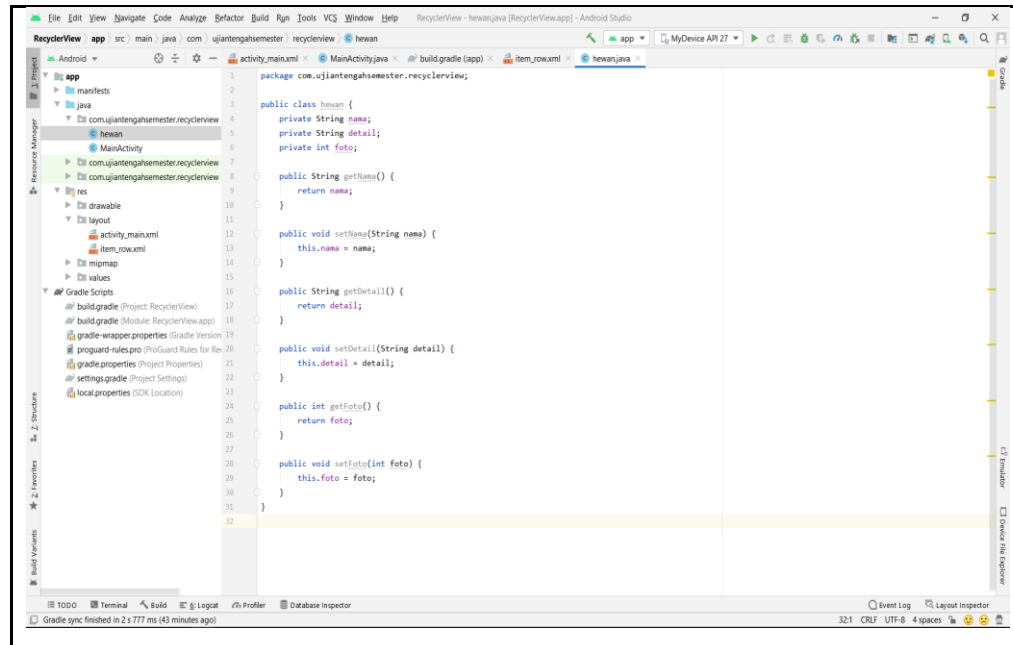 File Edit View Navigate Code Analyze Refactor Build Run Tools VCS Window Help RecyclerView - hewan.java [RecyclerView.app] - Android Studio
RecyclerView app src main java com ujiantengahsemester recyclerview hewan app MyDevice API 27
Android activity_main.xml MainActivity.java build.gradle (:app) item_row.xml hewan.java
1: Project
Resource Manager
Z: Structure
2: Favorites
Build Variants
app
manifests
java
com.ujiantengahsemester.recyclerview
hewan
MainActivity
com.ujiantengahsemester.recyclerview
com.ujiantengahsemester.recyclerview
res
drawable
layout
activity_main.xml
item_row.xml
mipmap
values
Gradle Scripts
build.gradle (Project: RecyclerView)
build.gradle (Module: RecyclerView.app)
gradle-wrapper.properties (Gradle Version
proguard-rules.pro (ProGuard Rules for Re
gradle.properties (Project Properties)
settings.gradle (Project Settings)
local.properties (SDK Location)
1 package com.ujiantengahsemester.recyclerview;
2
3 public class hewan {
4 private String nama;
5 private String detail;
6 private int foto;
7
8 public String getNama() {
9 return nama;
10 }
11
12 public void setNama(String nama) {
13 this.nama = nama;
14 }
15
16 public String getDetail() {
17 return detail;
18 }
19
20 public void setDetail(String detail) {
21 this.detail = detail;
22 }
23
24 public int getFoto() {
25 return foto;
26 }
27
28 public void setFoto(int foto) {
29 this.foto = foto;
30 }
31 }
32
Gradle
Emulator
Device File Explorer
TODO Terminal Build 6: Logcat Profiler Database Inspector Event Log Layout Inspector
Gradle sync finished in 2 s 777 ms (43 minutes ago) 32:1 CRLF UTF-8 4 spaces